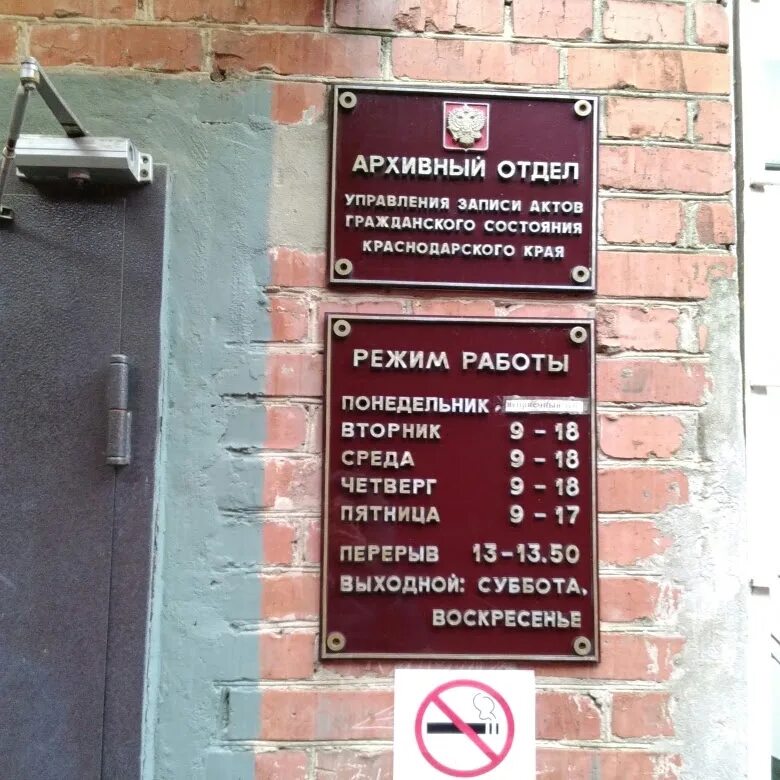 АРХИВНЫЙ ОТДЕЛ
УПРАВЛЕНИЯ ЗАПИСИ АКТОВ
ГРАЖДАНСКОГО СОСТОЯНИЯ
КРАСНОДАРСКОГО КРАЯ
РЕЖИМ РАБОТЫ
ПОНЕДЕЛЬНИК
ВТОРНИК 9 - 18
СРЕДА 9 - 18
ЧЕТВЕРГ 9 - 18
ПЯТНИЦА 9 - 17
ПЕРЕРЫВ 13-13.50
ВЫХОДНОЙ: СУББОТА,
ВОСКРЕСЕНЬЕ